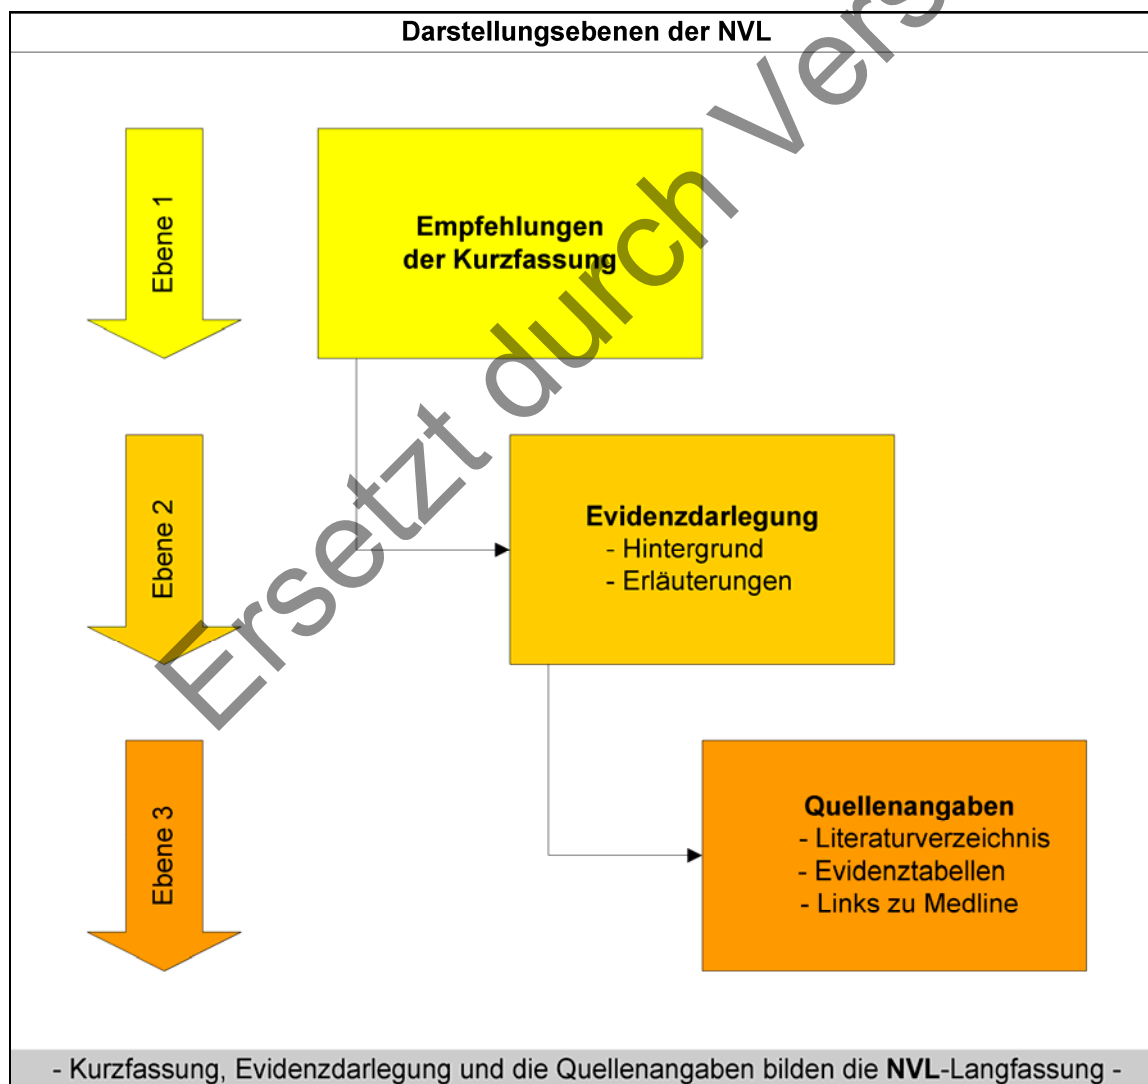 Darstellungsebenen der NVL
Ebene 1
Empfehlungen
der Kurzfassung
Ebene 2
Evidenzdarlegung
- Hintergrund
- Erläuterungen
Ebene 3
Quellenangaben
- Literaturverzeichnis
- Evidenztabellen
- Links zu Medline
- Kurzfassung, Evidenzdarlegung und die Quellenangaben bilden die NVL-Langfassung -
Ersetzt durch Vers